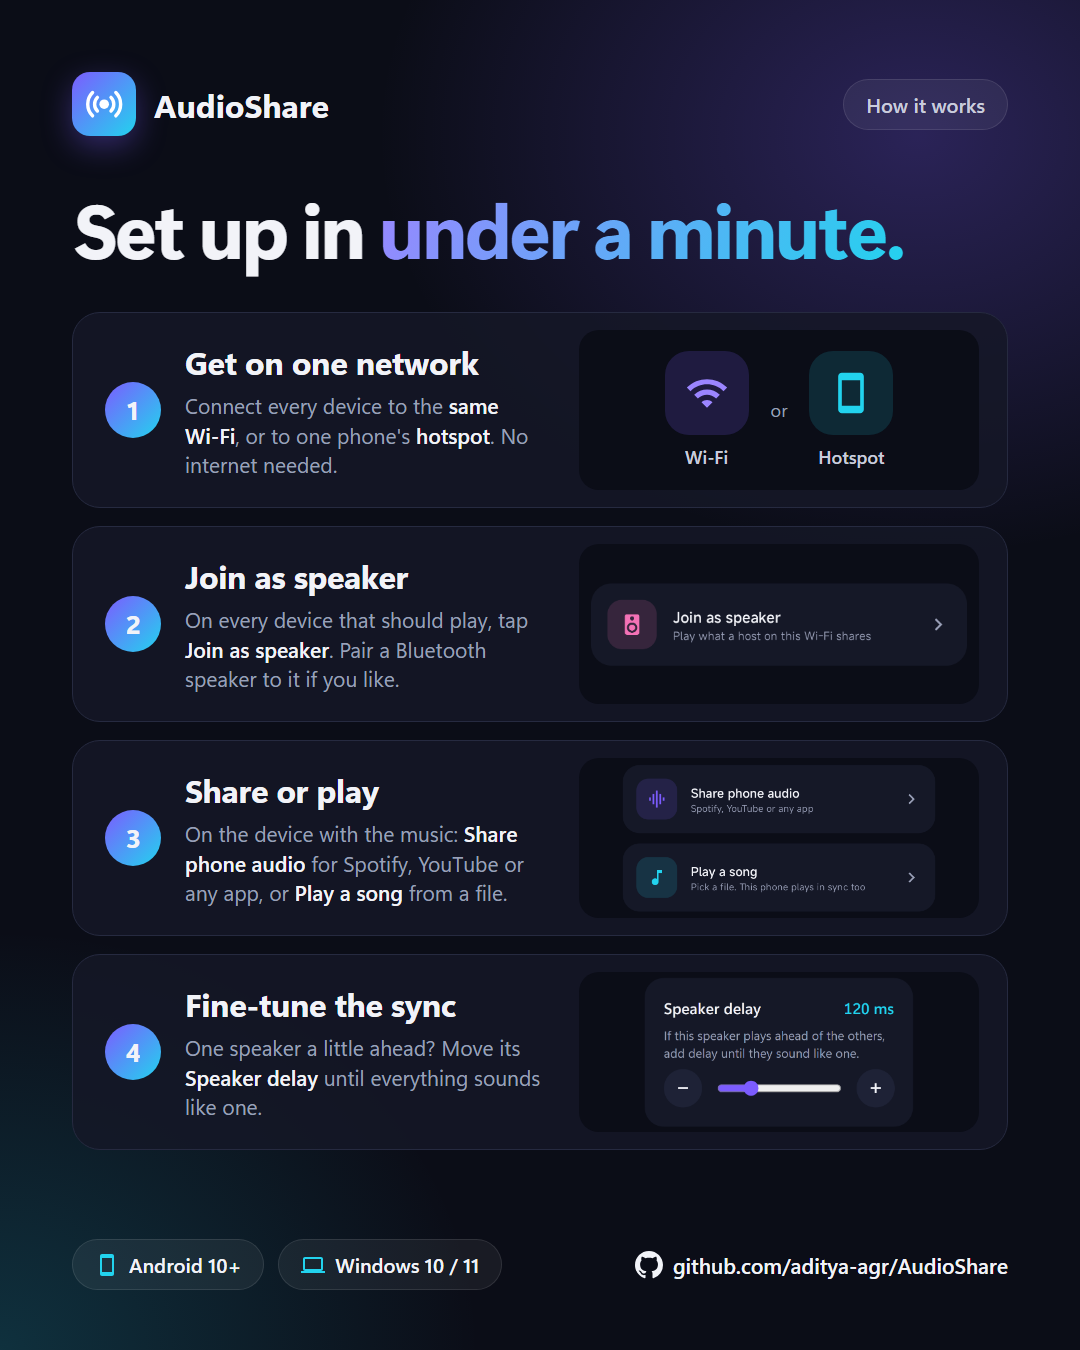 AudioShare
How it works
Set up in under a minute.
1
Get on one network
Connect every device to the same
Wi-Fi, or to one phone's hotspot. No
internet needed.
Wi-Fi
or
Hotspot
2
Join as speaker
On every device that should play, tap
Join as speaker. Pair a Bluetooth
speaker to it if you like.
Join as speaker
Play what a host on this Wi-Fi shares
3
Share or play
On the device with the music: Share
phone audio for Spotify, YouTube or
any app, or Play a song from a file.
Share phone audio
Spotify, YouTube or any app
Play a song
Pick a file. This phone plays in sync too
4
Fine-tune the sync
One speaker a little ahead? Move its
Speaker delay until everything sounds
like one.
Speaker delay 120 ms
If this speaker plays ahead of the others,
add delay until they sound like one.
− +
Android 10+
Windows 10 / 11
github.com/aditya-agr/AudioShare